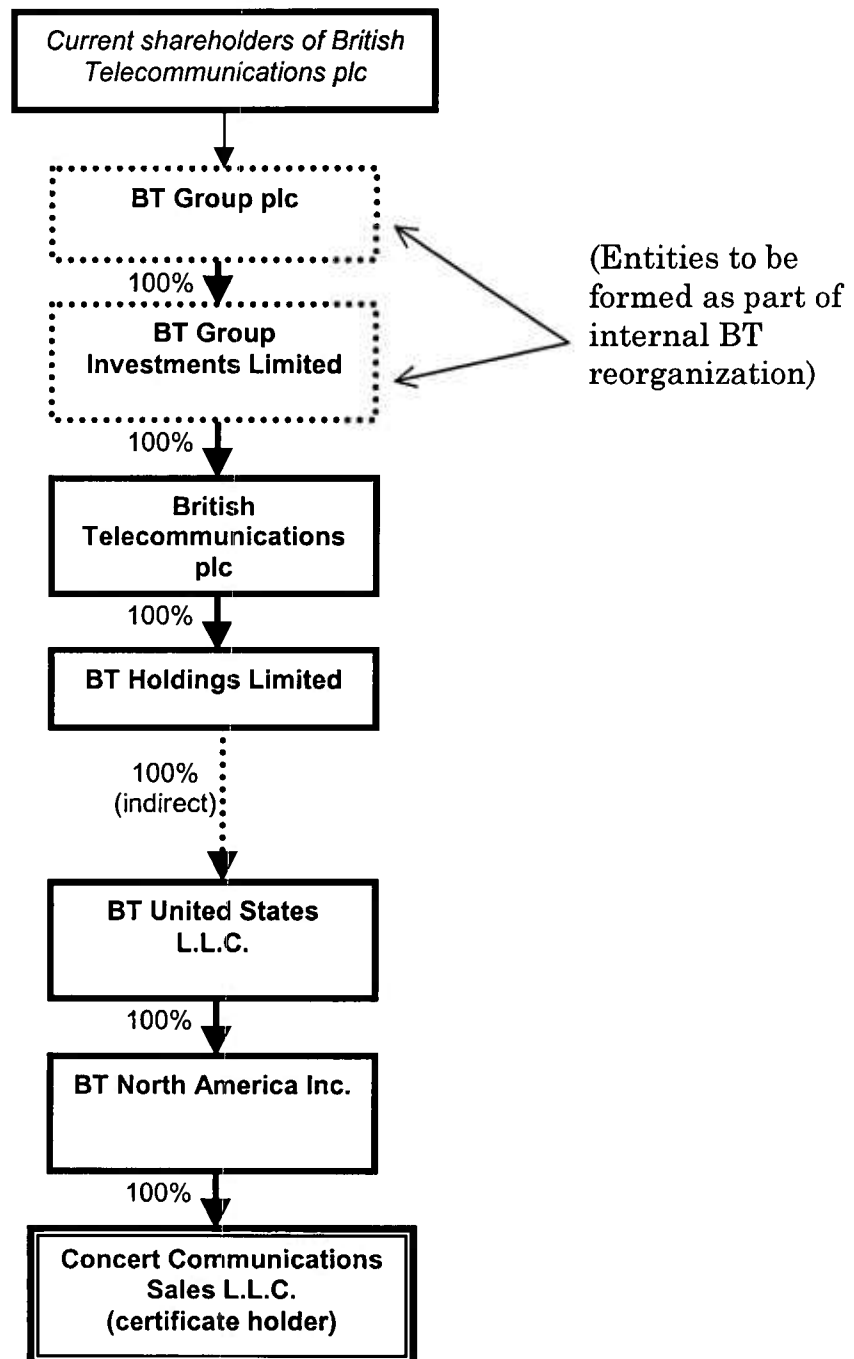 Current shareholders of British
Telecommunications plc
BT Group plc
100%
BT Group
Investments Limited
(Entities to be
formed as part of
internal BT
reorganization)
100%
British
Telecommunications
plc
100%
BT Holdings Limited
100%
(indirect)
BT United States
L.L.C.
100%
BT North America Inc.
100%
Concert Communications
Sales L.L.C.
(certificate holder)